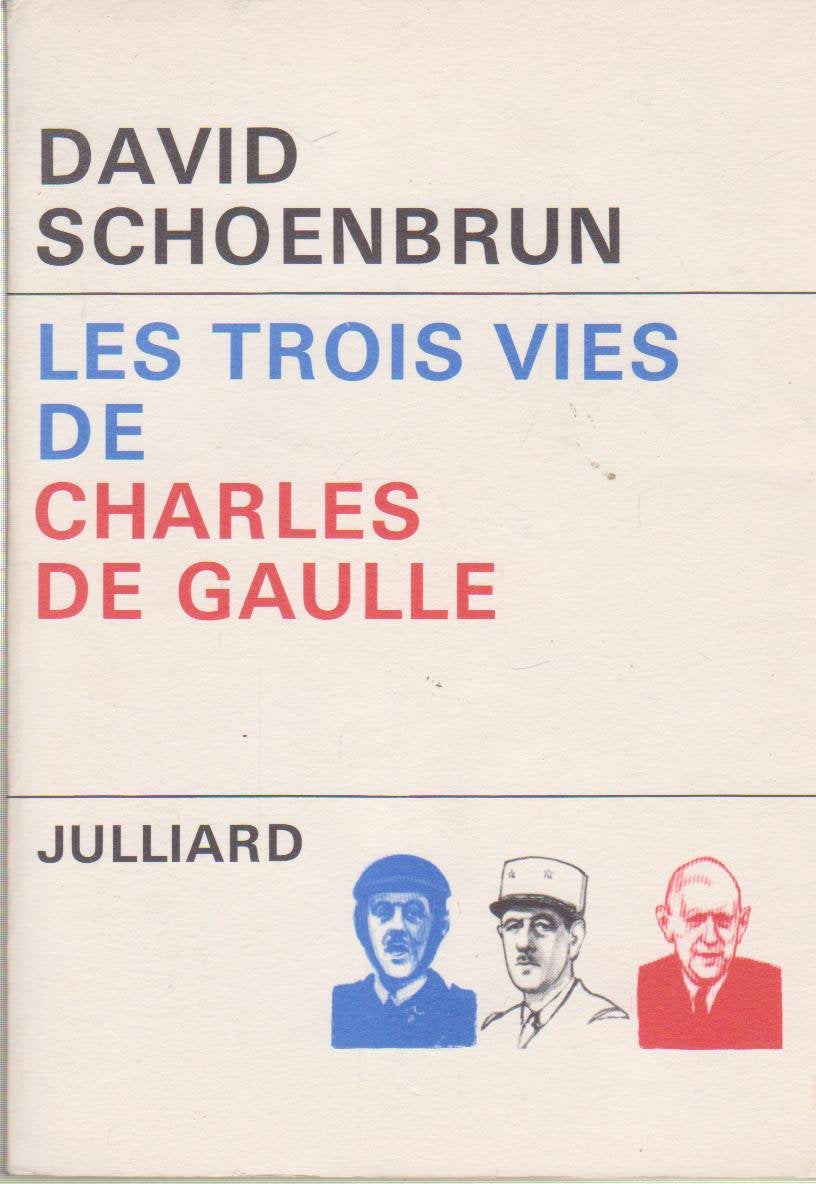 DAVID
SCHOENBRUN
LES TROIS VIES
DE
CHARLES
DE GAULLE
JULLIARD